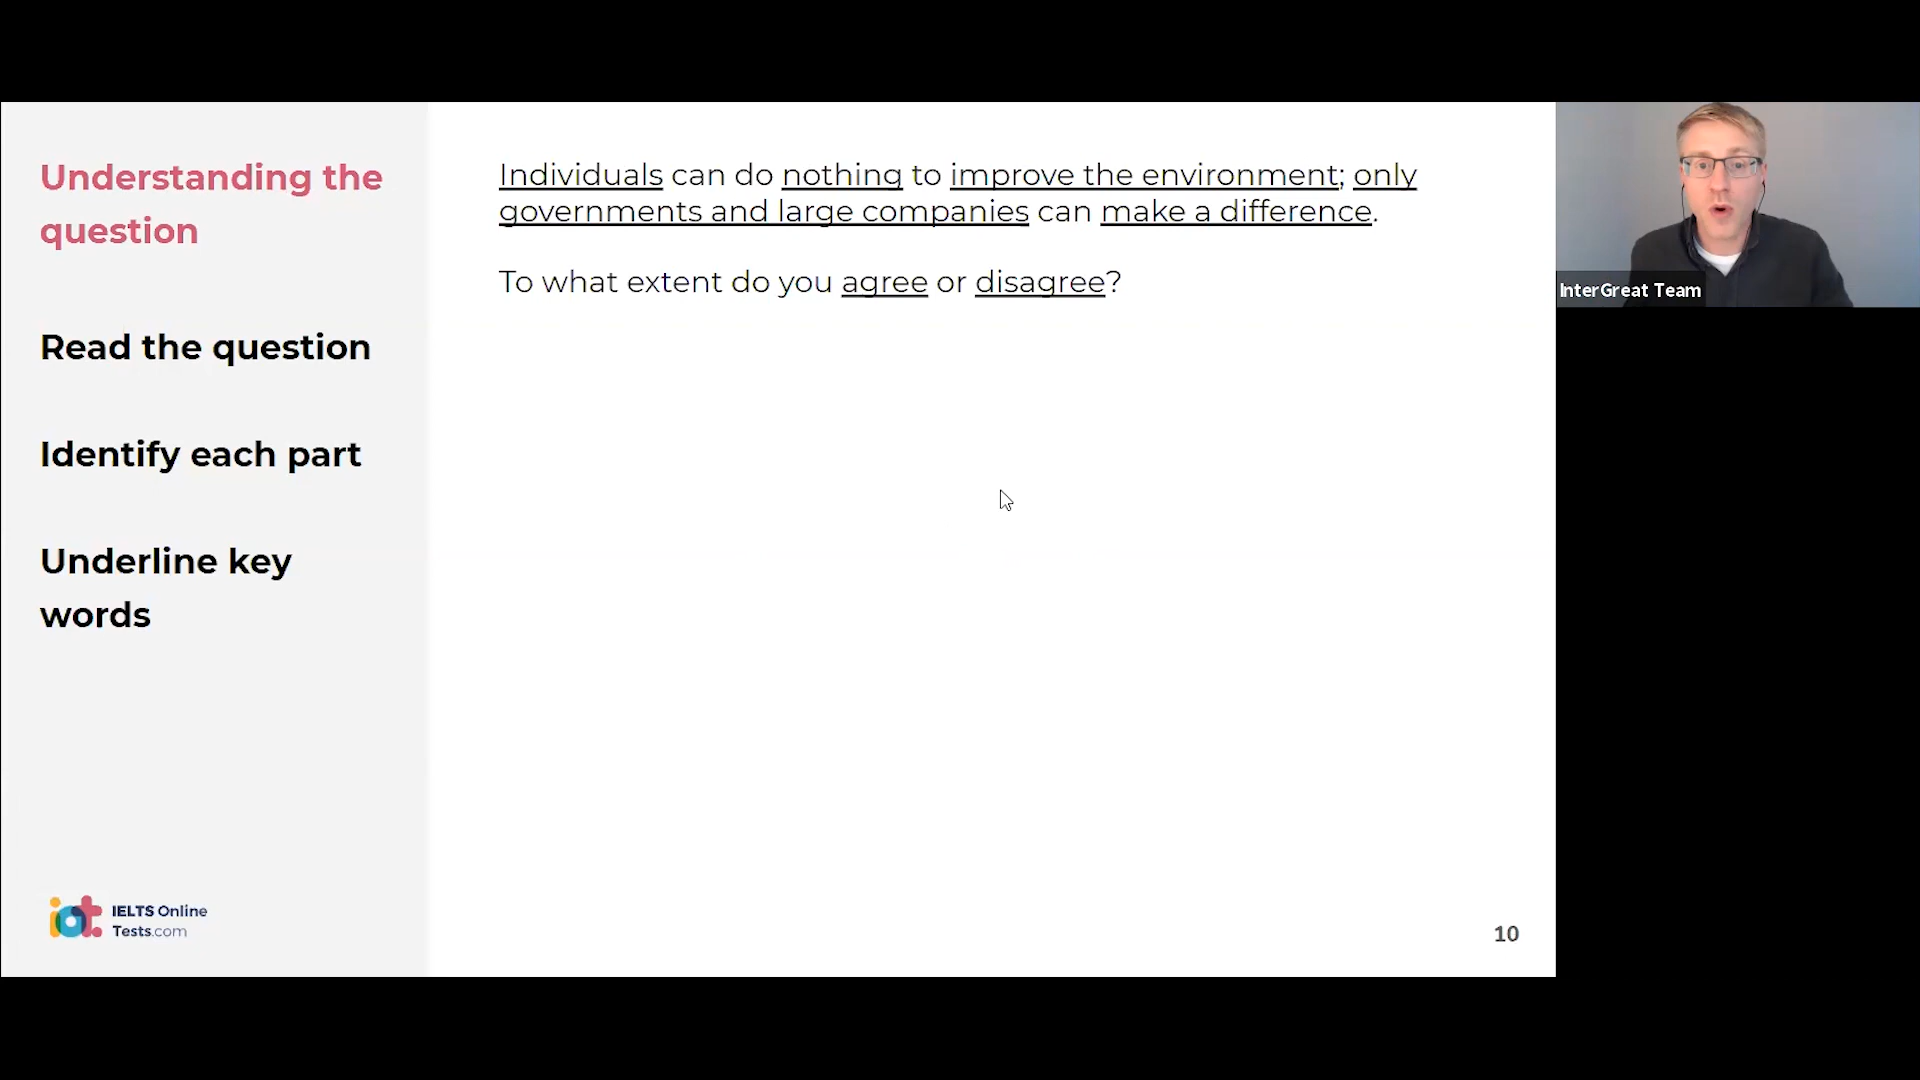 Understanding the
question
Read the question
Identify each part
Underline key
words
Individuals can do nothing to improve the environment; only
governments and large companies can make a difference.
To what extent do you agree or disagree?
InterGreat Team
iot
IELTS Online
Tests.com
10